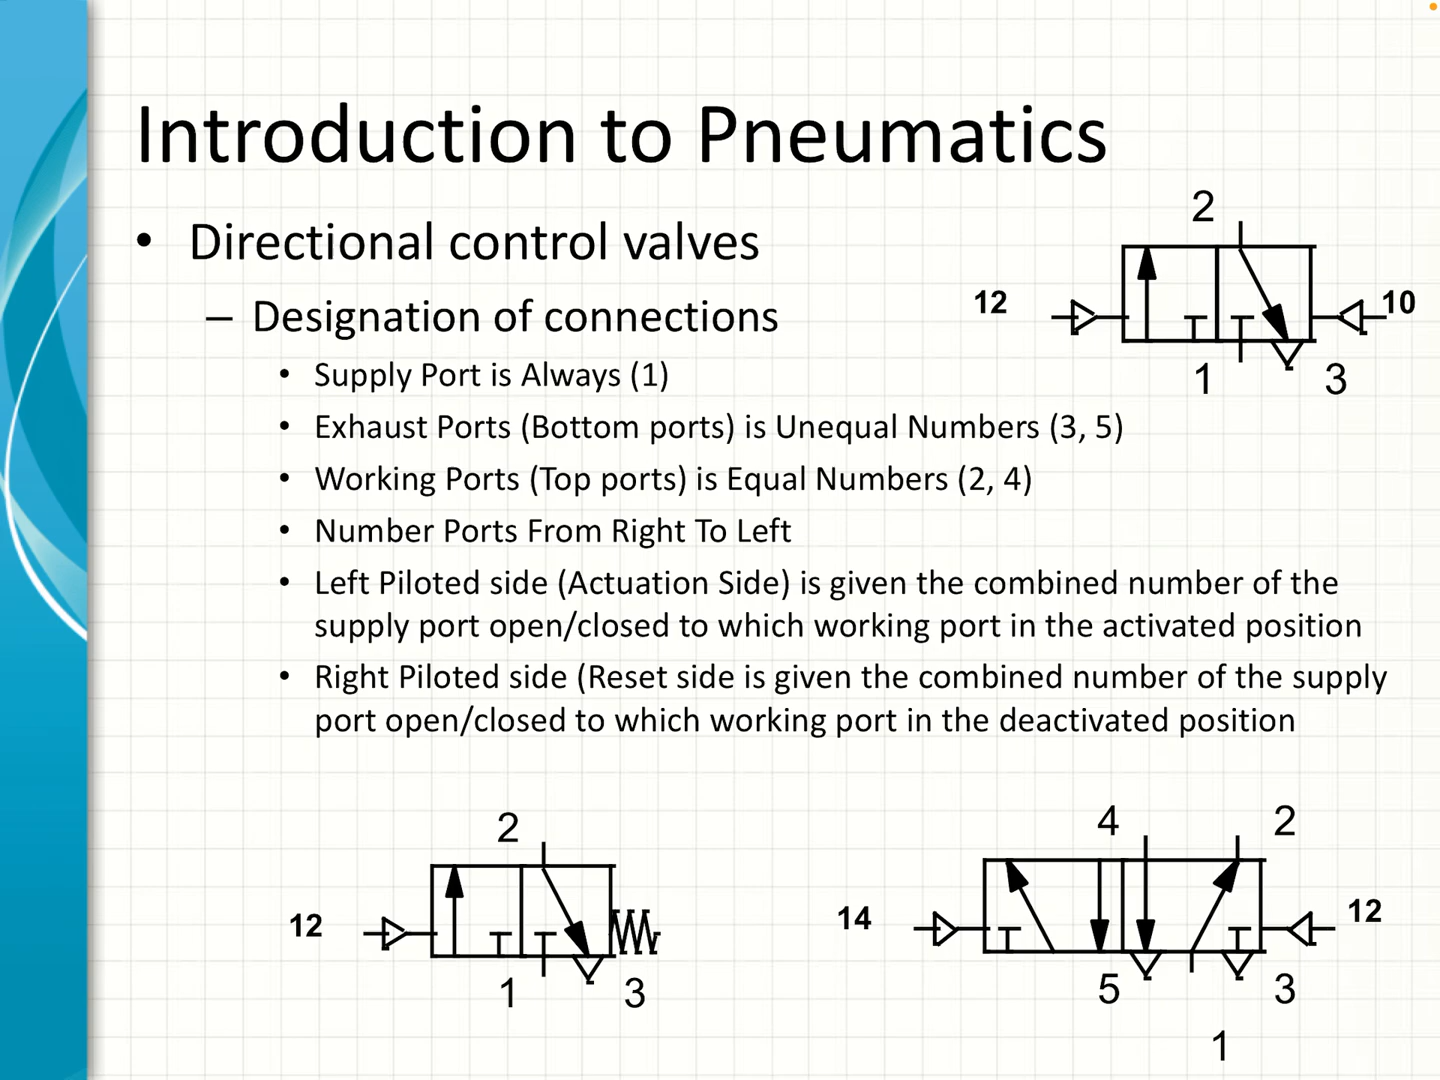 Introduction to Pneumatics
• Directional control valves
– Designation of connections
• Supply Port is Always (1)
• Exhaust Ports (Bottom ports) is Unequal Numbers (3, 5)
• Working Ports (Top ports) is Equal Numbers (2, 4)
• Number Ports From Right To Left
• Left Piloted side (Actuation Side) is given the combined number of the
supply port open/closed to which working port in the activated position
• Right Piloted side (Reset side is given the combined number of the supply
port open/closed to which working port in the deactivated position
2
12
10
1 3
2
12
1 3
4 2
14
12
5 3
1